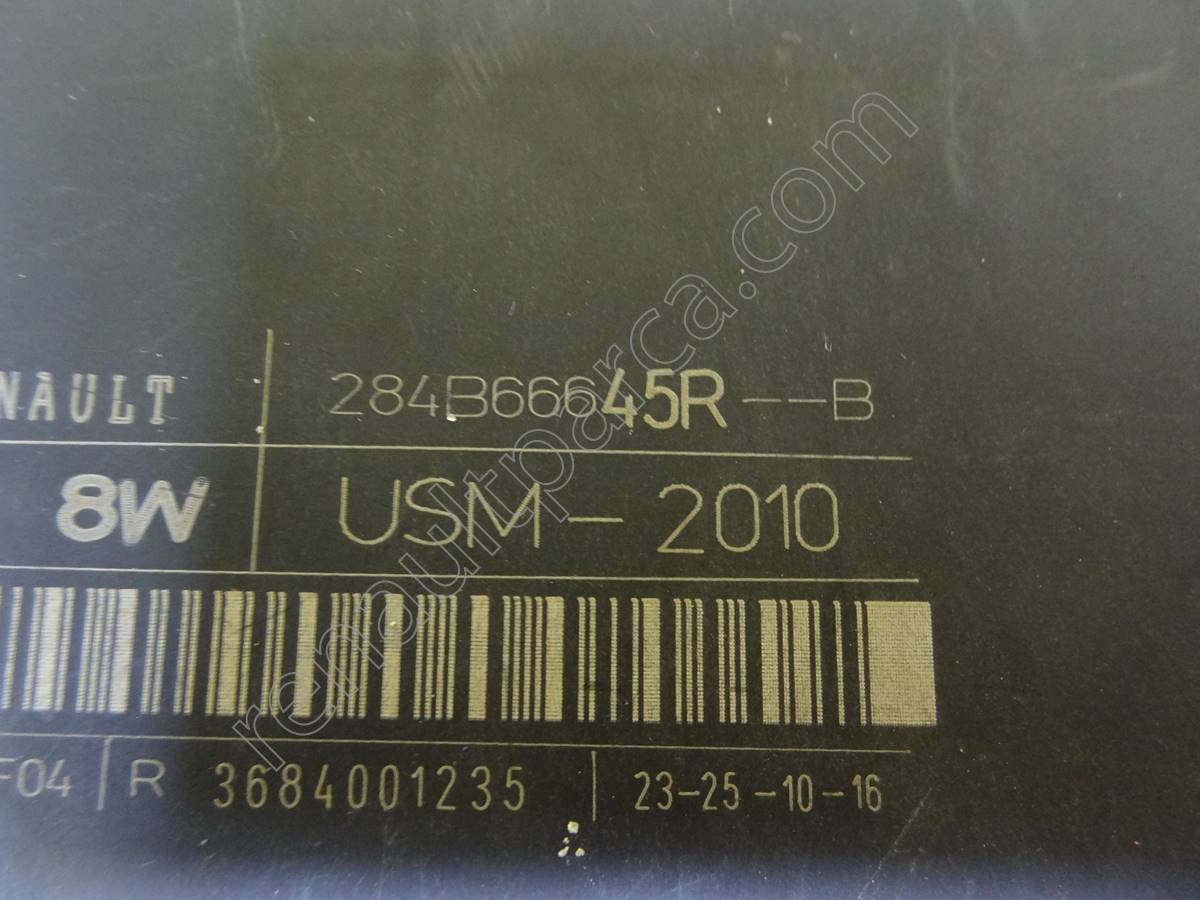 NAULT 284B66645R--B
8W USM-2010
F04 R 3684001235 23-25-10-16
renaultparca.com